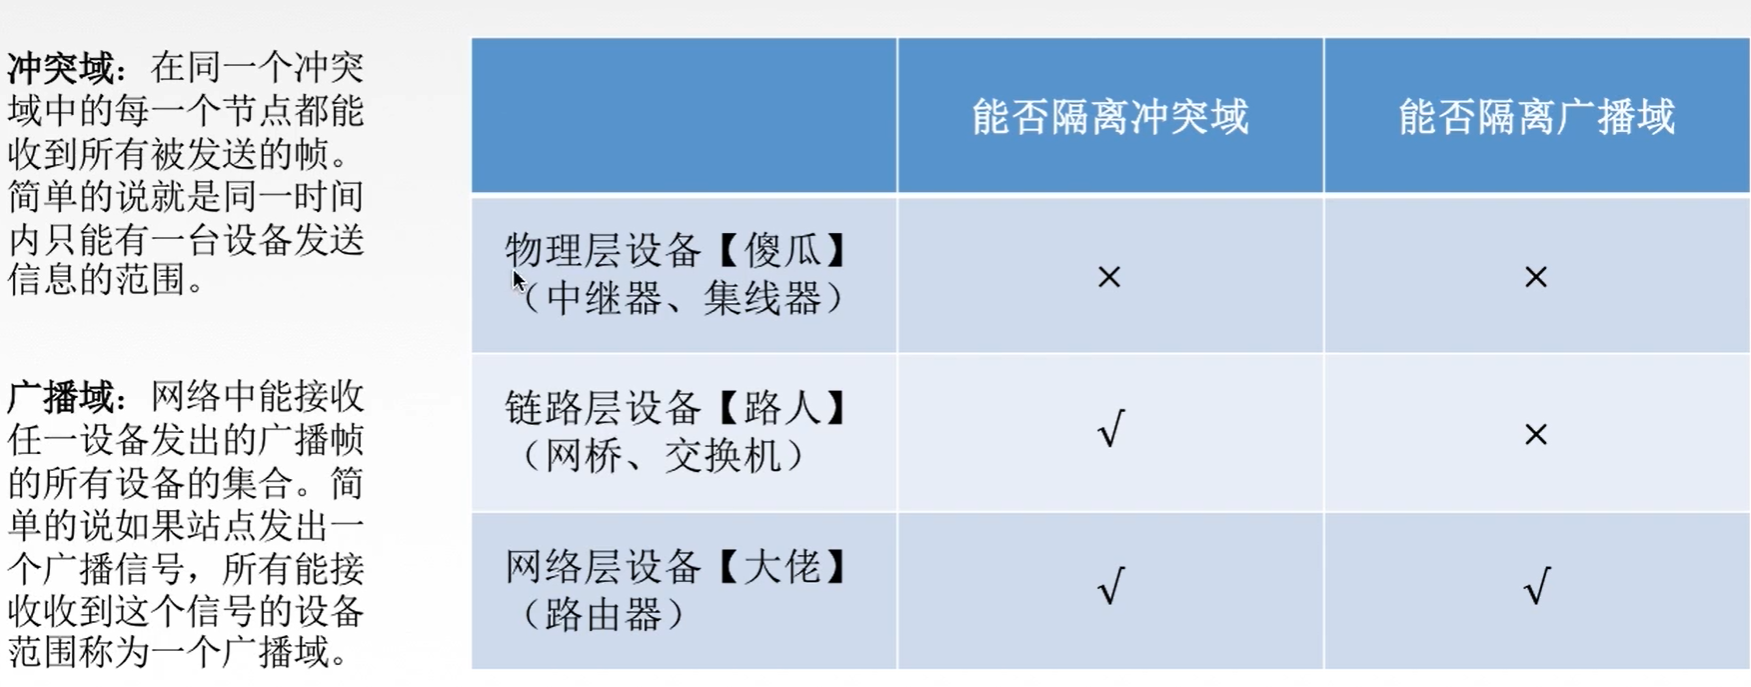 冲突域：在同一个冲突
域中的每一个节点都能
收到所有被发送的帧。
简单的说就是同一时间
内只能有一台设备发送
信息的范围。
广播域：网络中能接收
任一设备发出的广播帧
的所有设备的集合。简
单的说如果站点发出一
个广播信号，所有能接
收收到这个信号的设备
范围称为一个广播域。
能否隔离冲突域 能否隔离广播域
物理层设备【傻瓜】
（中继器、集线器）
× ×
链路层设备【路人】
（网桥、交换机）
√ ×
网络层设备【大佬】
（路由器）
√ √